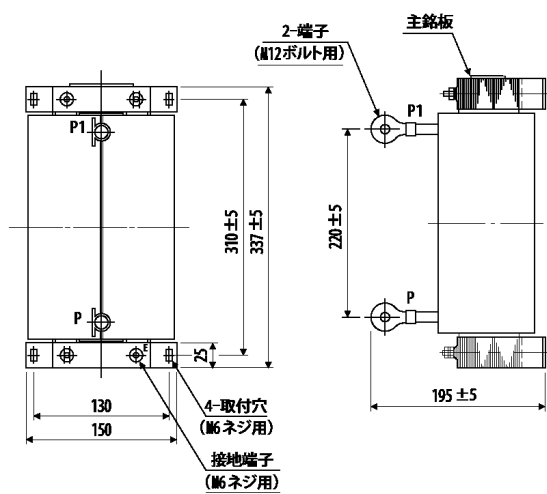 2-端子
(M12ボルト用)
主銘板
P1
P1
310±5
337±5
220±5
P
P
E
25
195±5
130
150
4-取付穴
(M6ネジ用)
接地端子
(M6ネジ用)